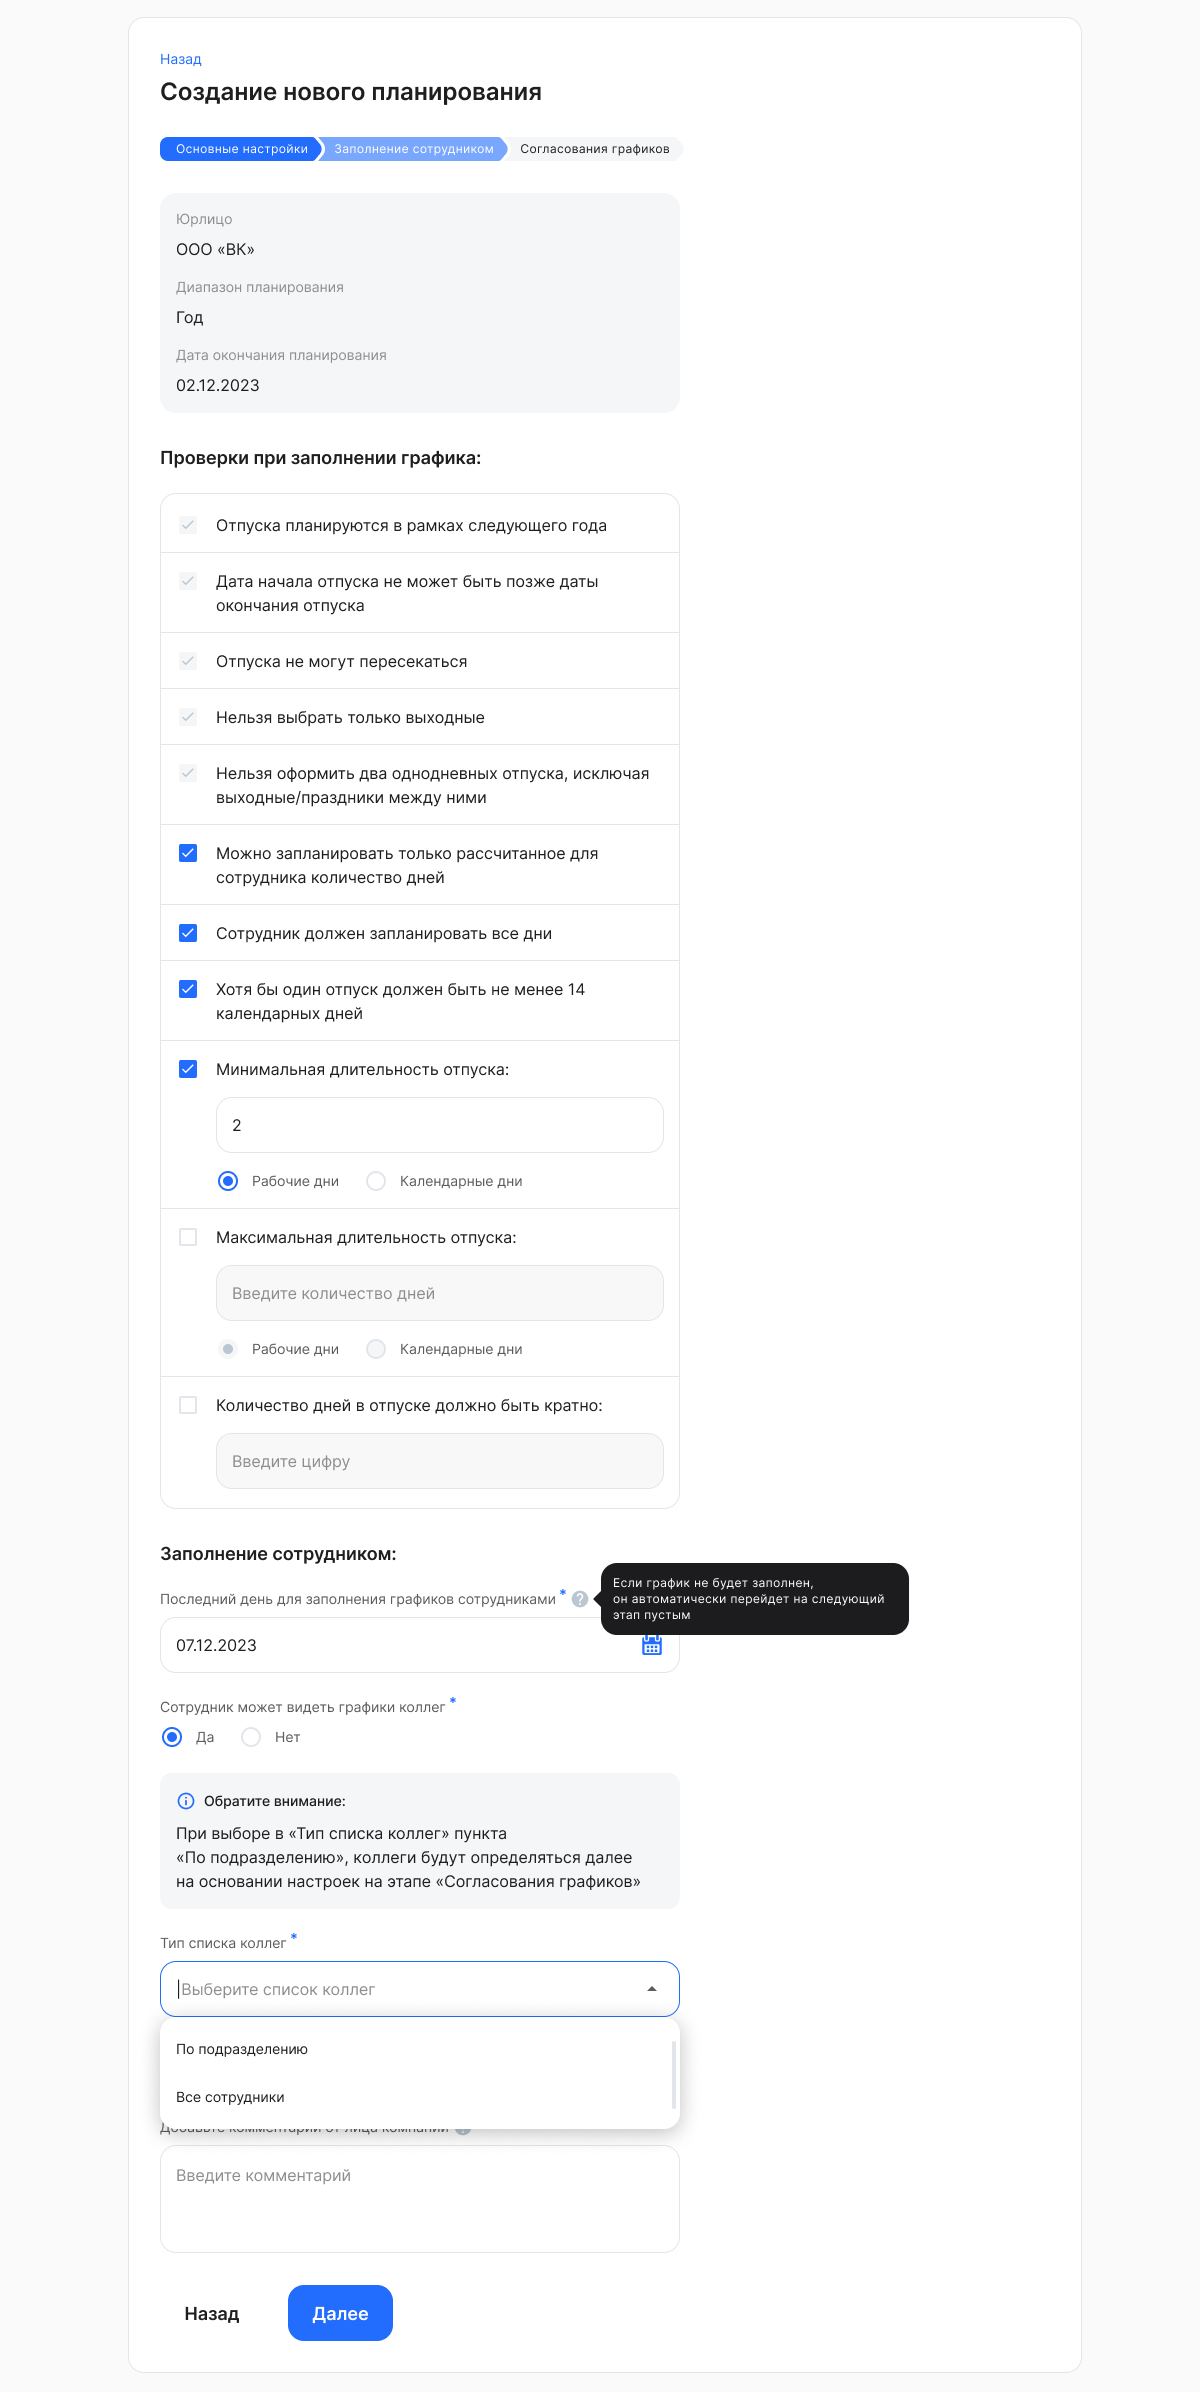 Назад
Создание нового планирования
Основные настройки
Заполнение сотрудником
Согласования графиков
Юрлицо
ООО «ВК»
Диапазон планирования
Год
Дата окончания планирования
02.12.2023
Проверки при заполнении графика:
Отпуска планируются в рамках следующего года
Дата начала отпуска не может быть позже даты
окончания отпуска
Отпуска не могут пересекаться
Нельзя выбрать только выходные
Нельзя оформить два однодневных отпуска, исключая
выходные/праздники между ними
Можно запланировать только рассчитанное для
сотрудника количество дней
Сотрудник должен запланировать все дни
Хотя бы один отпуск должен быть не менее 14
календарных дней
Минимальная длительность отпуска:
2
Рабочие дни
Календарные дни
Максимальная длительность отпуска:
Введите количество дней
Рабочие дни
Календарные дни
Количество дней в отпуске должно быть кратно:
Введите цифру
Заполнение сотрудником:
Последний день для заполнения графиков сотрудниками *
Если график не будет заполнен,
он автоматически перейдет на следующий
этап пустым
07.12.2023
Сотрудник может видеть графики коллег *
Да
Нет
Обратите внимание:
При выборе в «Тип списка коллег» пункта
«По подразделению», коллеги будут определяться далее
на основании настроек на этапе «Согласования графиков»
Тип списка коллег *
Выберите список коллег
По подразделению
Все сотрудники
Добавьте комментарий от лица компании
Введите комментарий
Назад
Далее